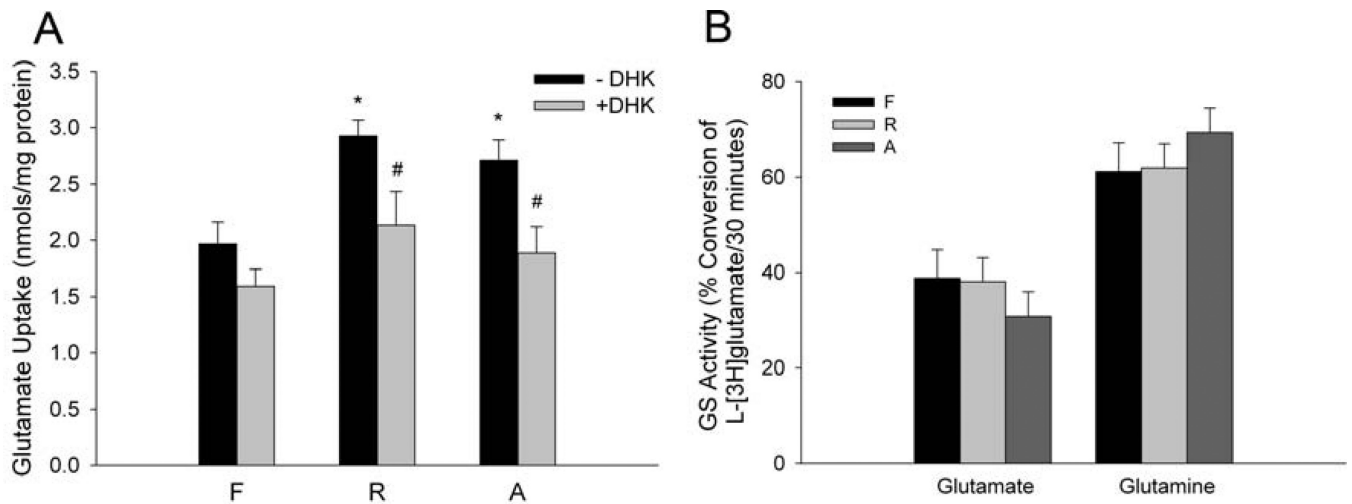 A
Glutamate Uptake (nmols/mg protein)
3.5
3.0
2.5
2.0
1.5
1.0
0.5
0.0
- DHK
+DHK
*
#
*
#
F
R
A
B
GS Activity (% Conversion of
L-[3H]glutamate/30 minutes)
80
60
40
20
0
F
R
A
Glutamate
Glutamine